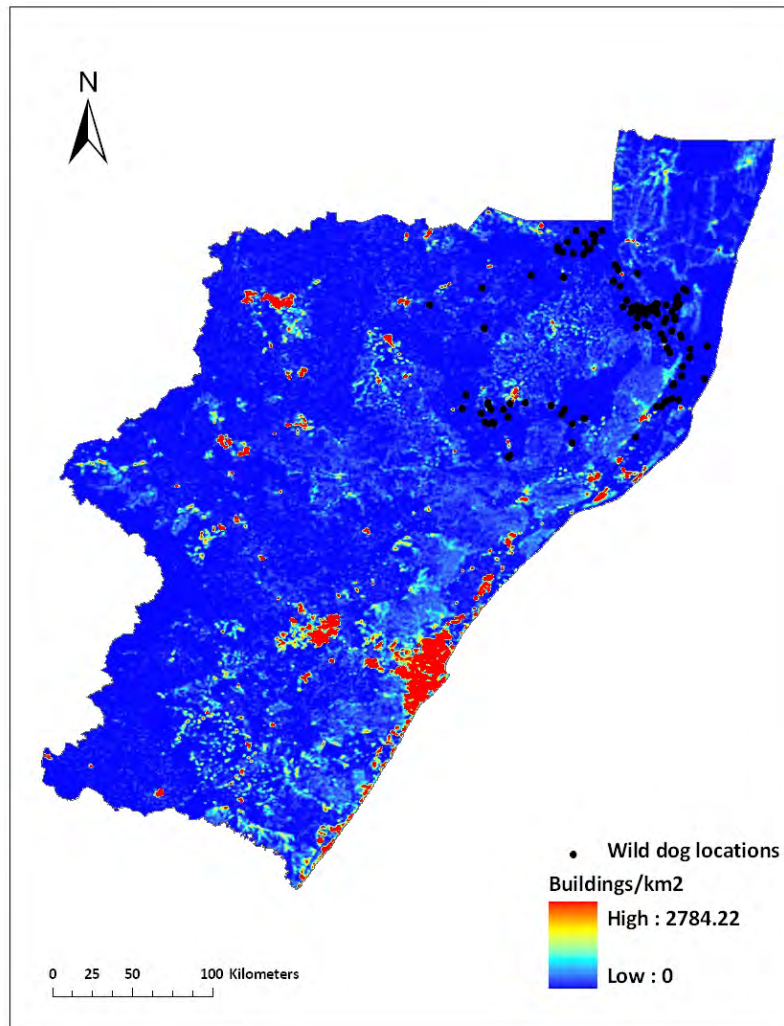 N
Wild dog locations
Buildings/km2
High : 2784.22
Low : 0
0 25 50 100 Kilometers